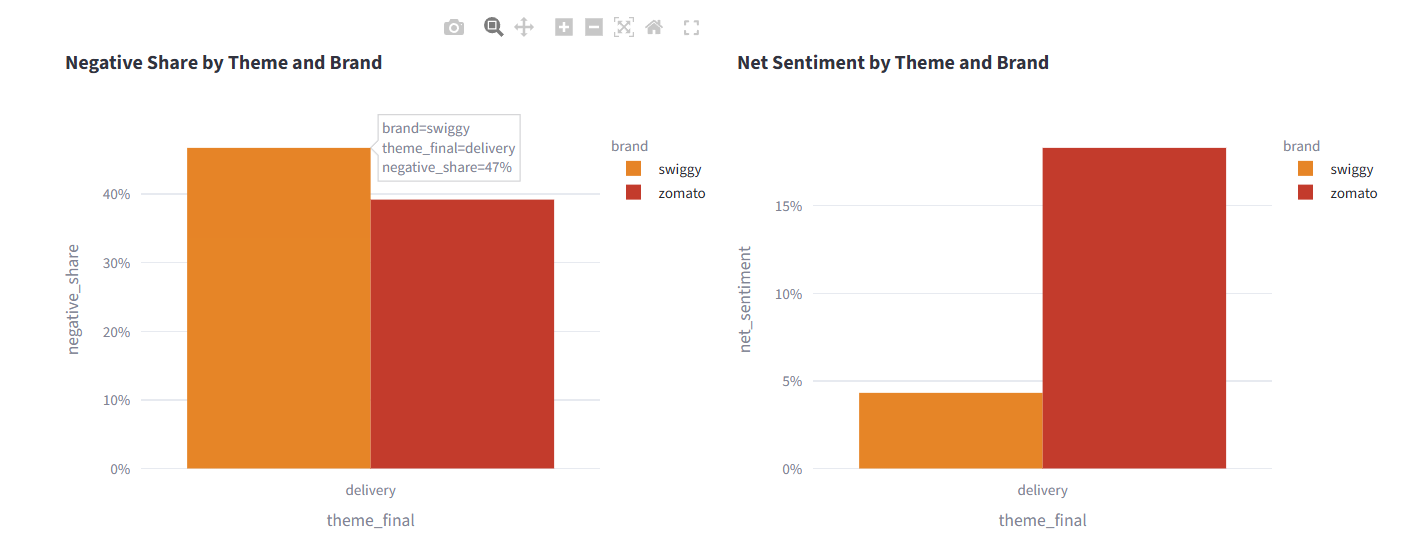 Negative Share by Theme and Brand
brand=swiggy
theme_final=delivery
negative_share=47%
brand
swiggy
zomato
negative_share
40%
30%
20%
10%
0%
delivery
theme_final
Net Sentiment by Theme and Brand
brand
swiggy
zomato
net_sentiment
15%
10%
5%
0%
delivery
theme_final